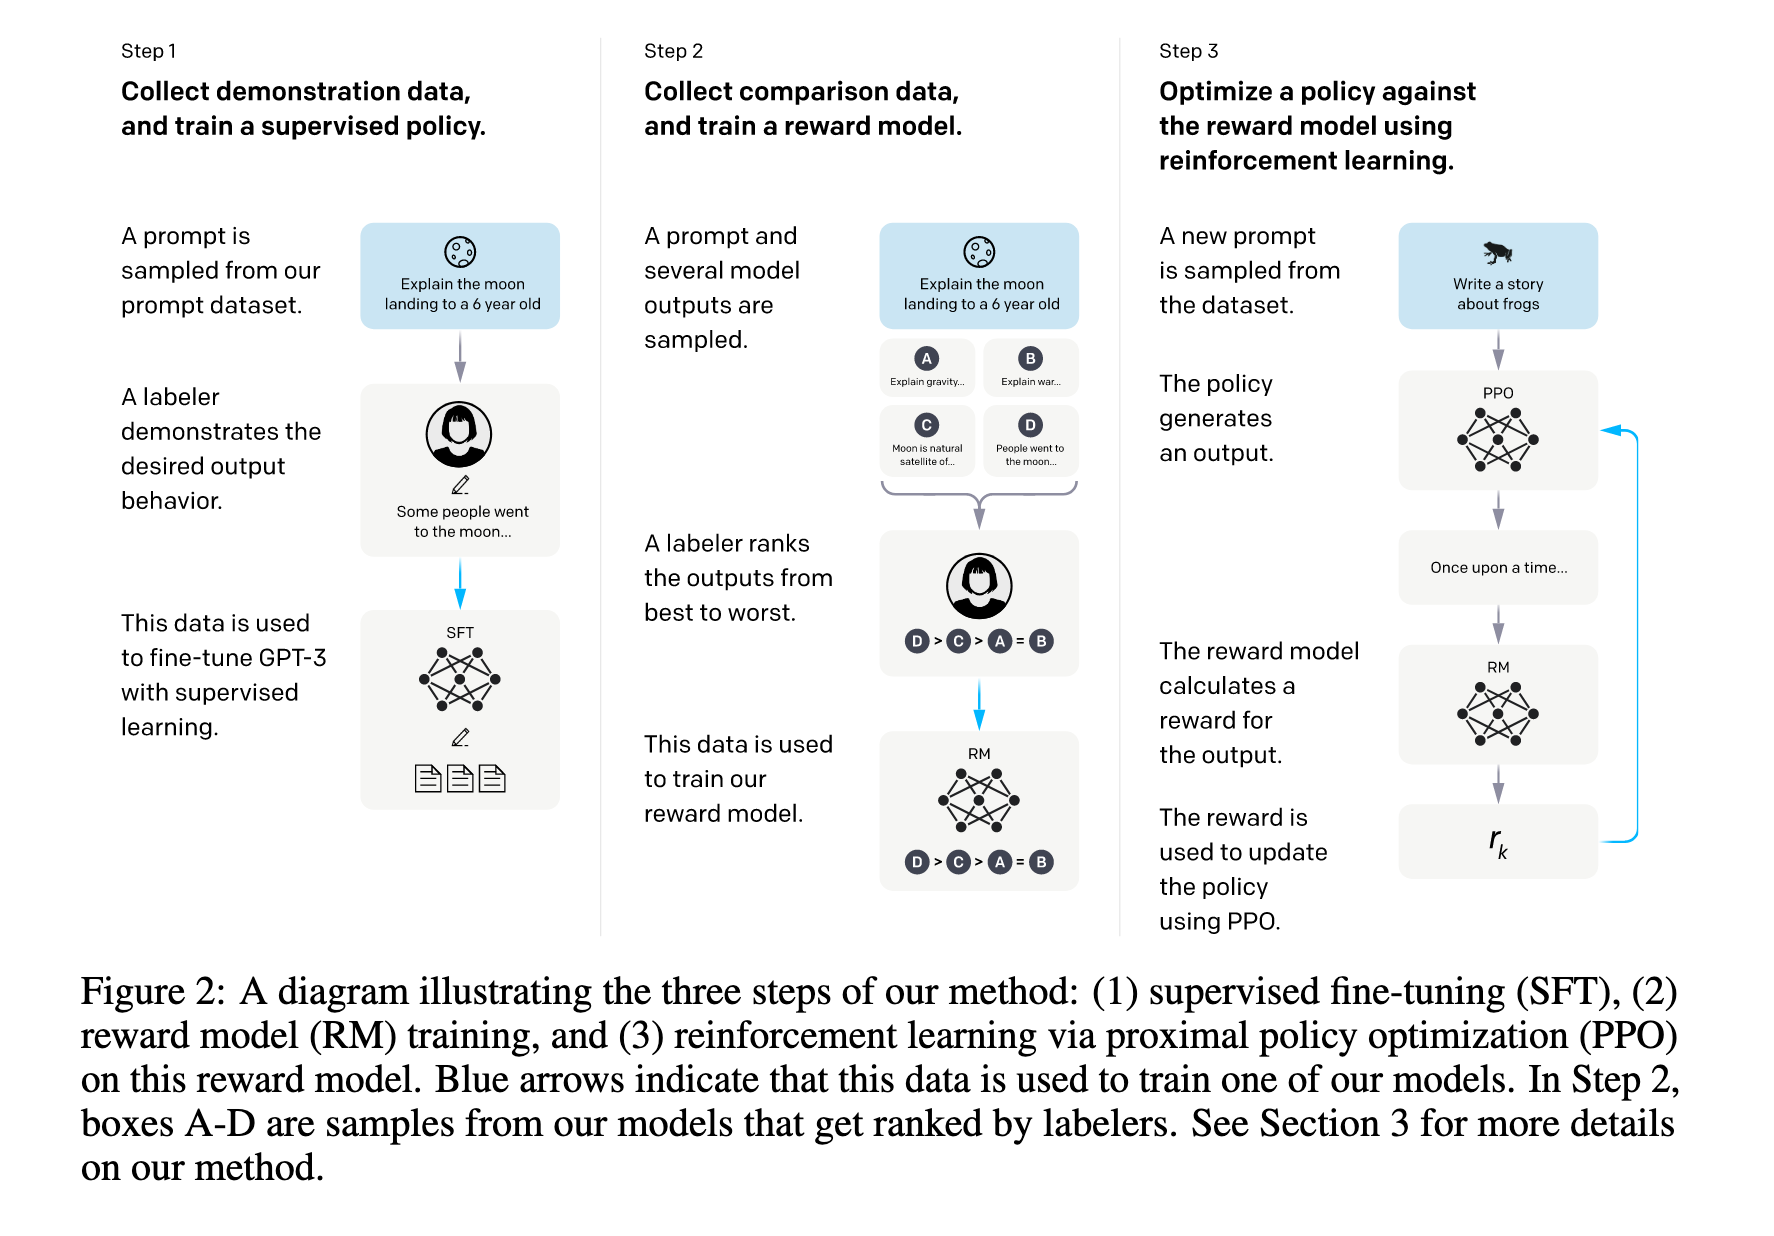 Step 1
Collect demonstration data,
and train a supervised policy.
A prompt is
sampled from our
prompt dataset.
Explain the moon
landing to a 6 year old
A labeler
demonstrates the
desired output
behavior.
Some people went
to the moon...
This data is used
to fine-tune GPT-3
with supervised
learning.
SFT
Step 2
Collect comparison data,
and train a reward model.
A prompt and
several model
outputs are
sampled.
Explain the moon
landing to a 6 year old
A
Explain gravity...
B
Explain war...
C
Moon is natural
satellite of...
D
People went to
the moon...
A labeler ranks
the outputs from
best to worst.
D > C > A = B
This data is used
to train our
reward model.
RM
D > C > A = B
Step 3
Optimize a policy against
the reward model using
reinforcement learning.
A new prompt
is sampled from
the dataset.
Write a story
about frogs
The policy
generates
an output.
PPO
Once upon a time...
The reward model
calculates a
reward for
the output.
RM
The reward is
used to update
the policy
using PPO.
rk
Figure 2: A diagram illustrating the three steps of our method: (1) supervised fine-tuning (SFT), (2)
reward model (RM) training, and (3) reinforcement learning via proximal policy optimization (PPO)
on this reward model. Blue arrows indicate that this data is used to train one of our models. In Step 2,
boxes A-D are samples from our models that get ranked by labelers. See Section 3 for more details
on our method.